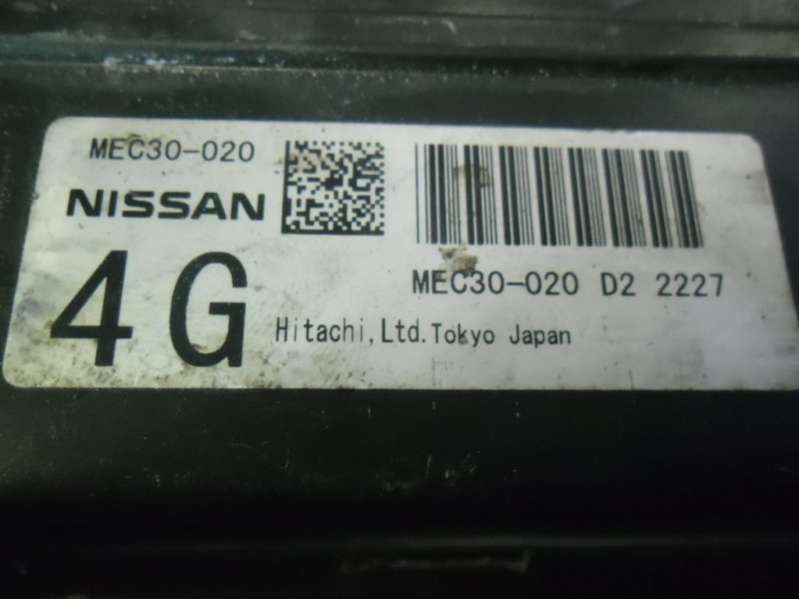 MEC30-020
NISSAN
4G
MEC30-020 D2 2227
Hitachi,Ltd.Tokyo Japan